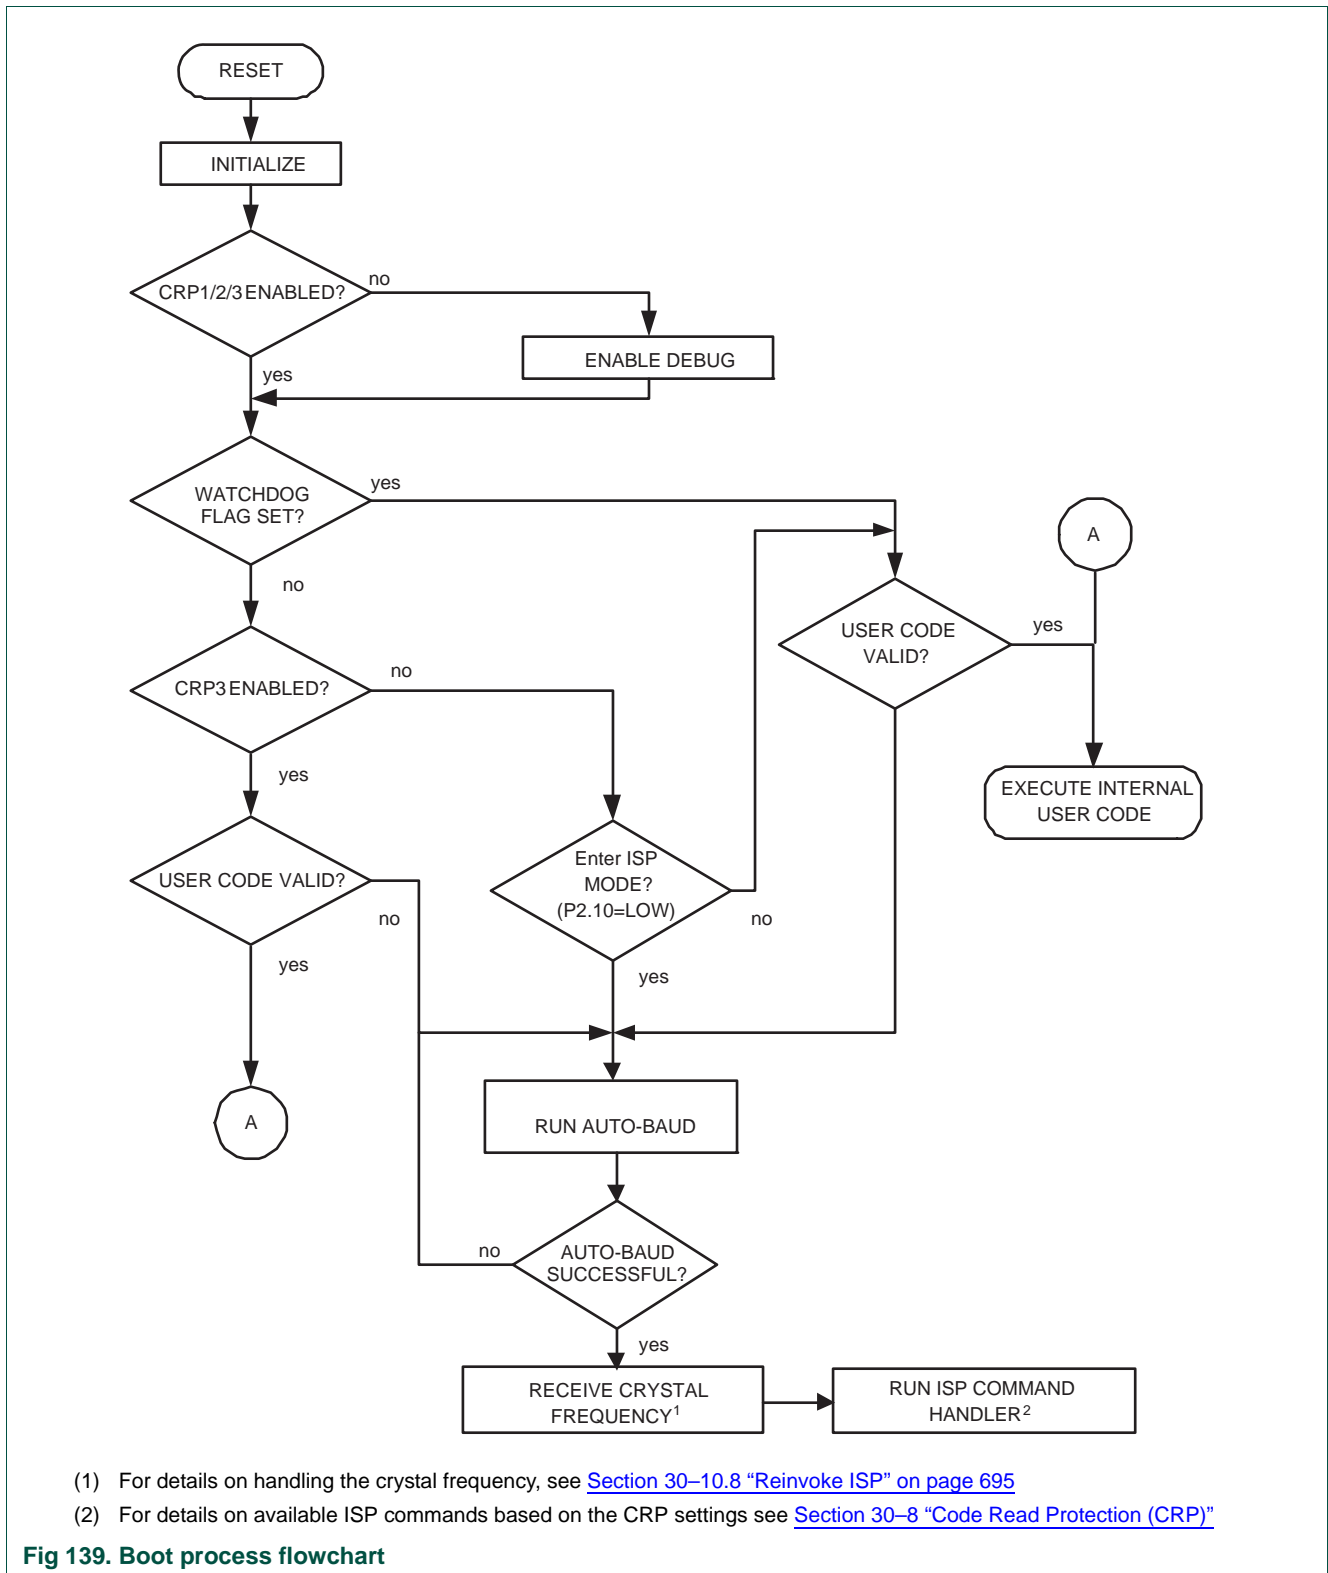 RESET
INITIALIZE
CRP1/2/3 ENABLED?
no
ENABLE DEBUG
yes
WATCHDOG
FLAG SET?
yes
no
A
USER CODE
VALID?
yes
CRP3 ENABLED?
no
yes
EXECUTE INTERNAL
USER CODE
USER CODE VALID?
no
yes
Enter ISP
MODE?
(P2.10=LOW)
no
yes
A
RUN AUTO-BAUD
AUTO-BAUD
SUCCESSFUL?
no
yes
RECEIVE CRYSTAL
FREQUENCY1
RUN ISP COMMAND
HANDLER2
(1) For details on handling the crystal frequency, see Section 30–10.8 “Reinvoke ISP” on page 695
(2) For details on available ISP commands based on the CRP settings see Section 30–8 “Code Read Protection (CRP)”
Fig 139. Boot process flowchart